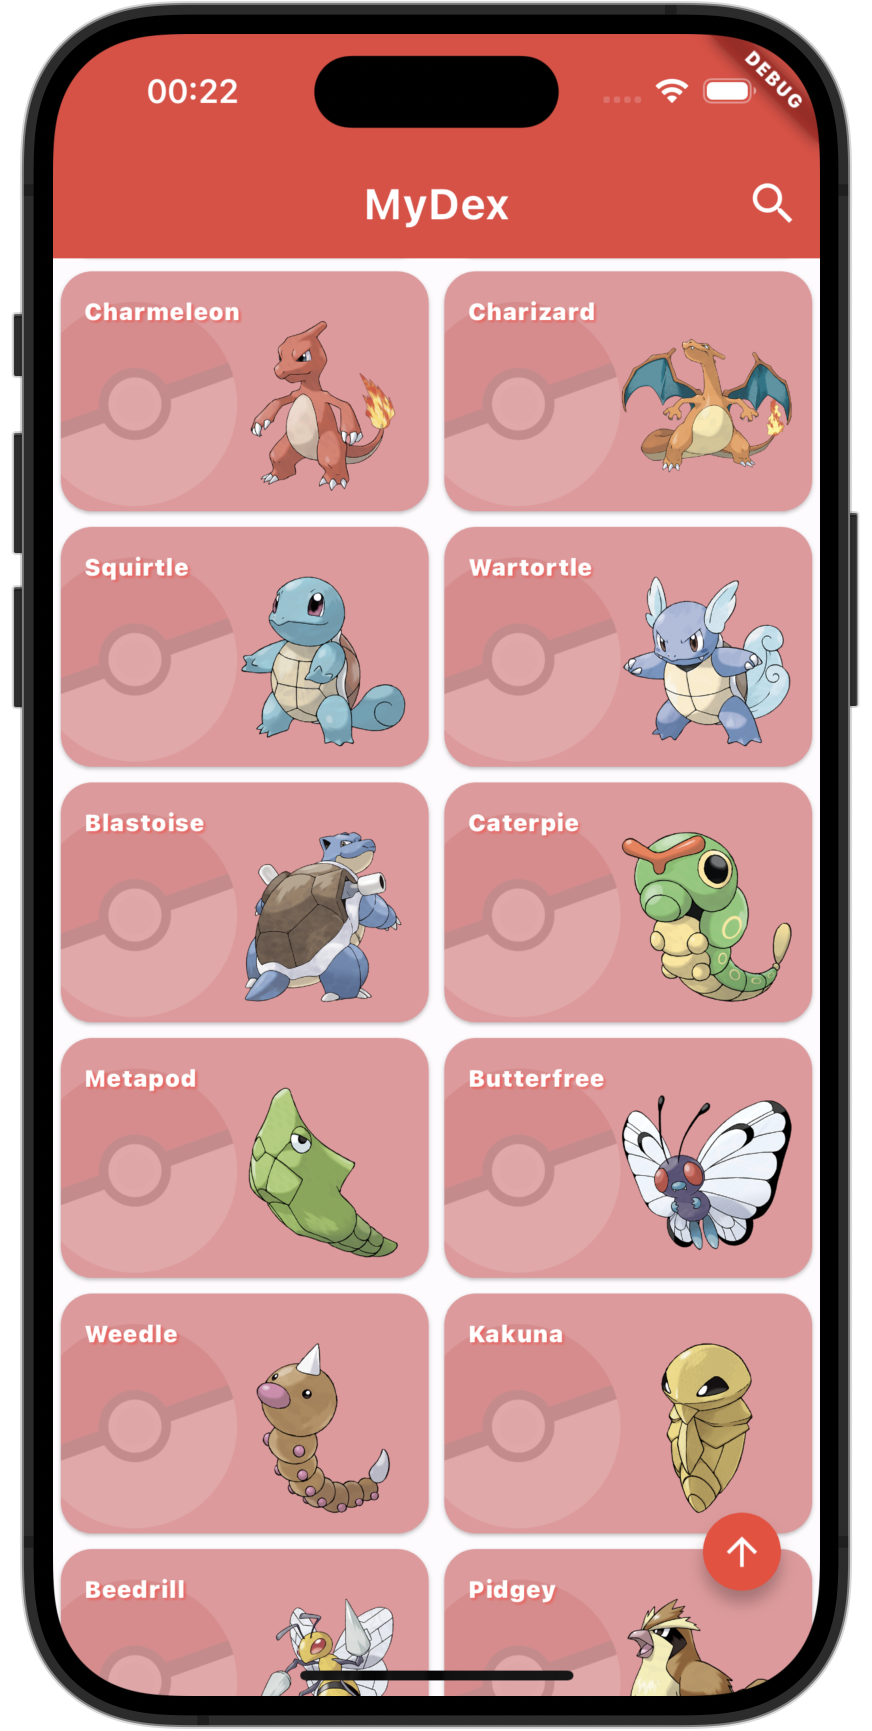 00:22
DEBUG
MyDex
Charmeleon
Charizard
Squirtle
Wartortle
Blastoise
Caterpie
Metapod
Butterfree
Weedle
Kakuna
Beedrill
Pidgey